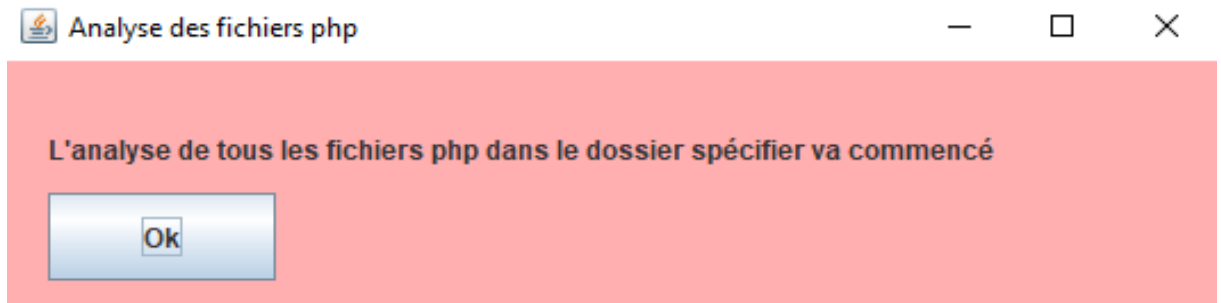 Analyse des fichiers php
L'analyse de tous les fichiers php dans le dossier spécifier va commencé
Ok